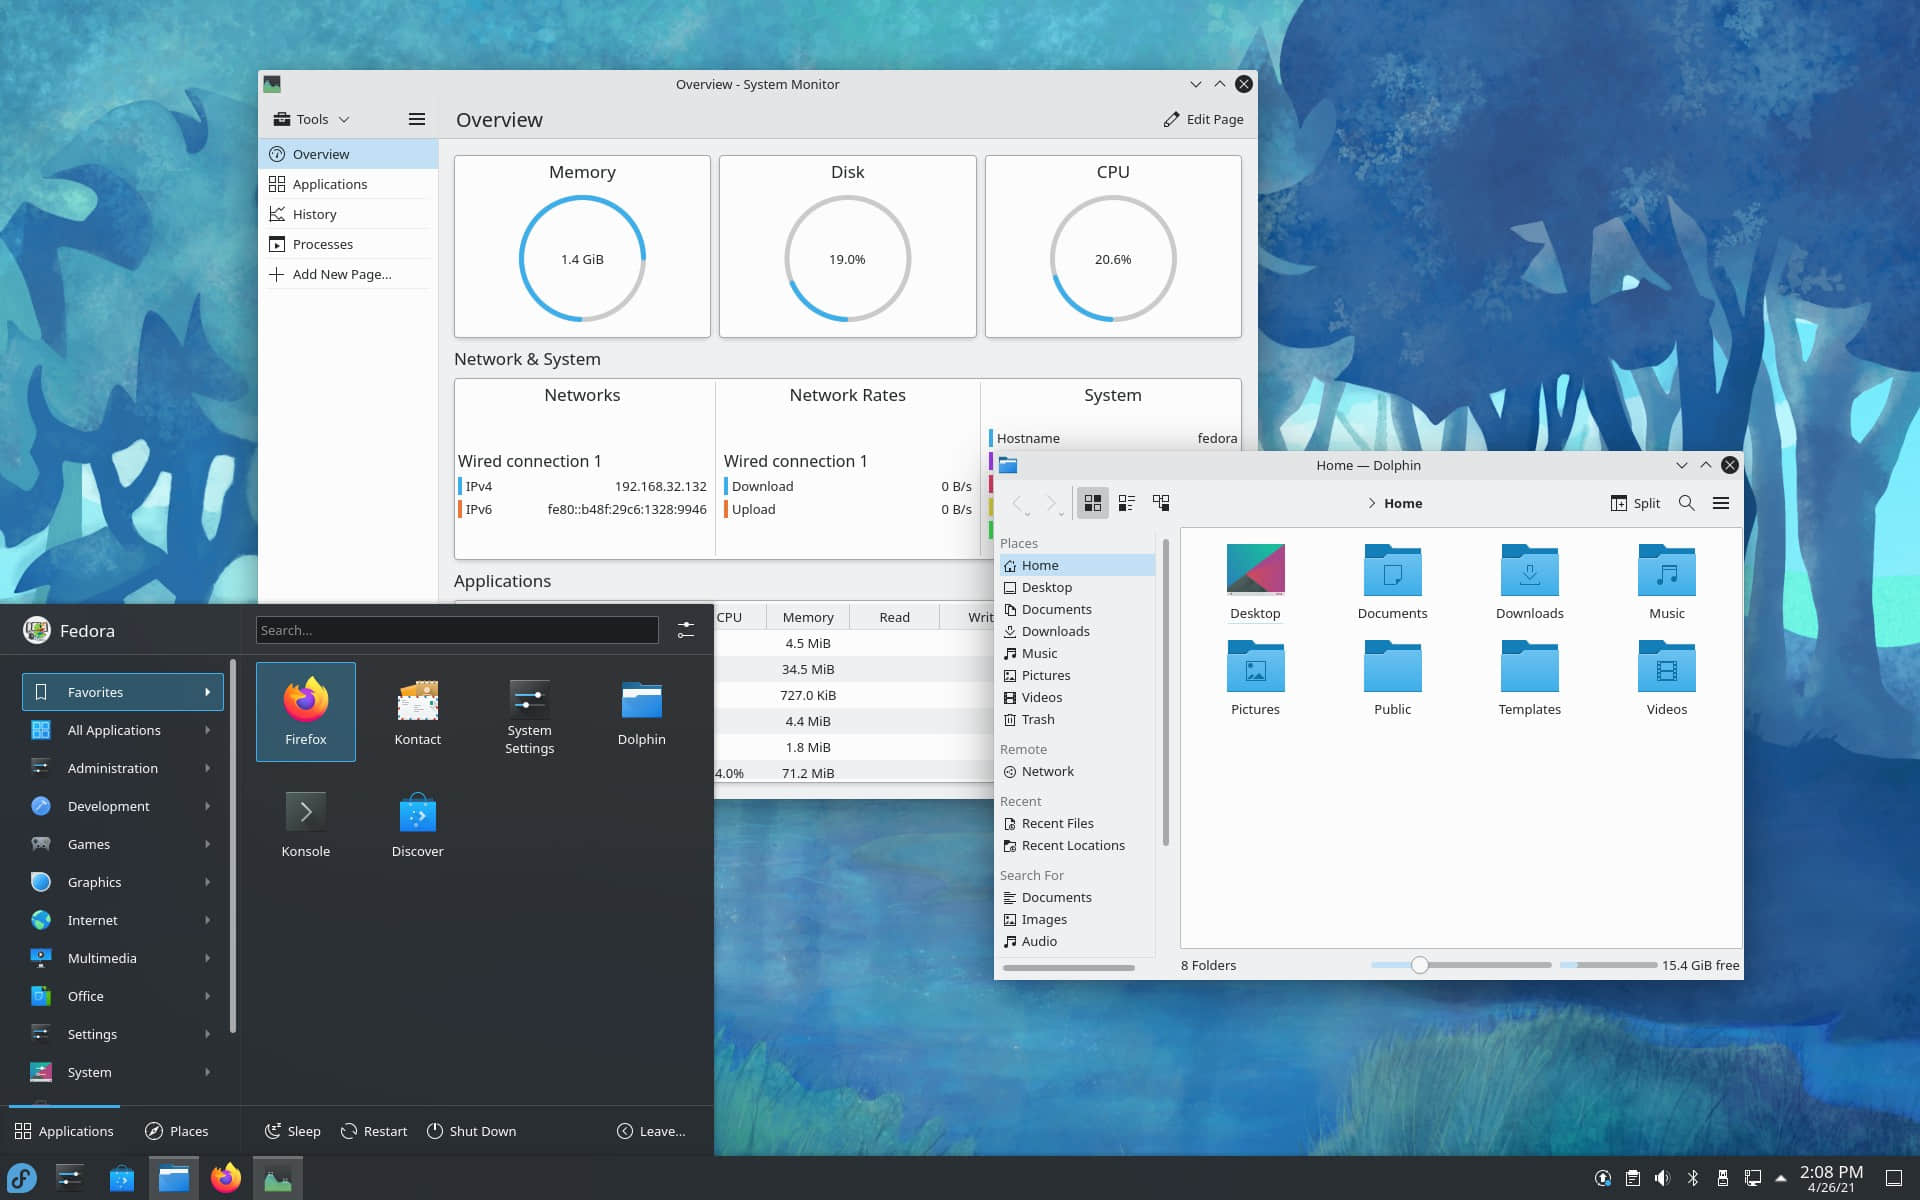 Overview - System Monitor
Tools
Overview
Edit Page
Overview
Applications
History
Processes
Add New Page...
Memory
1.4 GiB
Disk
19.0%
CPU
20.6%
Network & System
Networks
Wired connection 1
IPv4 192.168.32.132
IPv6 fe80::b48f:29c6:1328:9946
Network Rates
Wired connection 1
Download 0 B/s
Upload 0 B/s
System
Hostname fedora
Applications
CPU Memory Read
4.5 MiB
34.5 MiB
727.0 KiB
4.4 MiB
1.8 MiB
4.0% 71.2 MiB
Home — Dolphin
Home
Split
Places
Home
Desktop
Documents
Downloads
Music
Pictures
Videos
Trash
Remote
Network
Recent
Recent Files
Recent Locations
Search For
Documents
Images
Audio
Desktop Documents Downloads Music
Pictures Public Templates Videos
8 Folders
15.4 GiB free
Fedora
Search...
Favorites
All Applications
Administration
Development
Games
Graphics
Internet
Multimedia
Office
Settings
System
Firefox
Kontact
System
Settings
Dolphin
Konsole
Discover
Applications
Places
Sleep
Restart
Shut Down
Leave...
2:08 PM
4/26/21